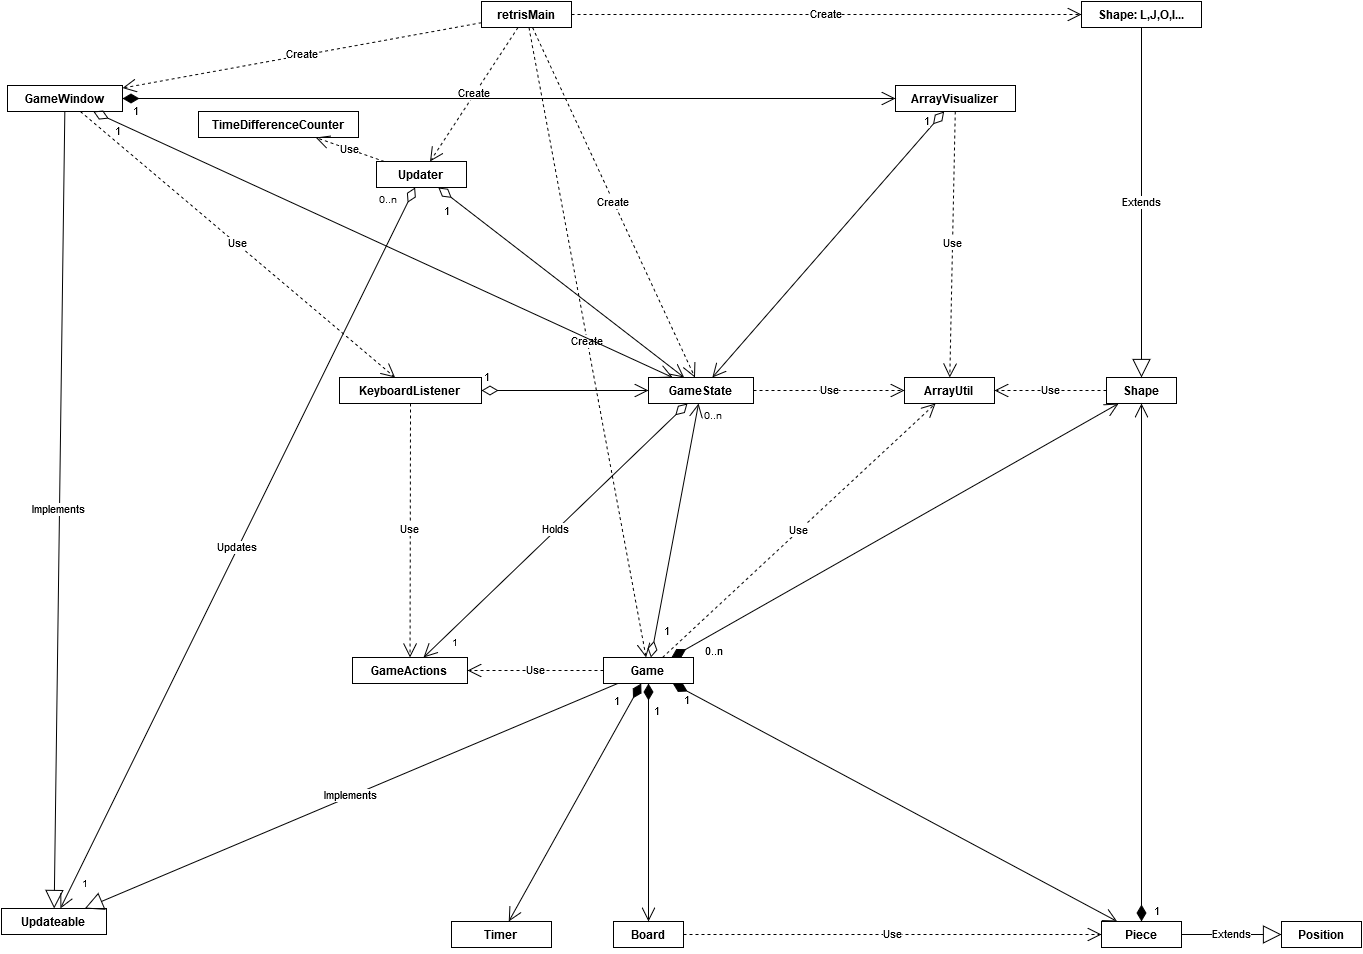 retrisMain
Create
Shape: L,J,O,I...
Create
GameWindow
1
Create
ArrayVisualizer
1
1
TimeDifferenceCounter
Use
Updater
0..n
1
Create
Extends
Use
Use
Create
KeyboardListener
1
GameState
Use
ArrayUtil
Use
Shape
0..n
Implements
Use
Holds
Use
Updates
1
1
0..n
GameActions
Use
Game
1
1
1
Implements
1
Updateable
1
Timer
Board
Use
Piece
Extends
Position